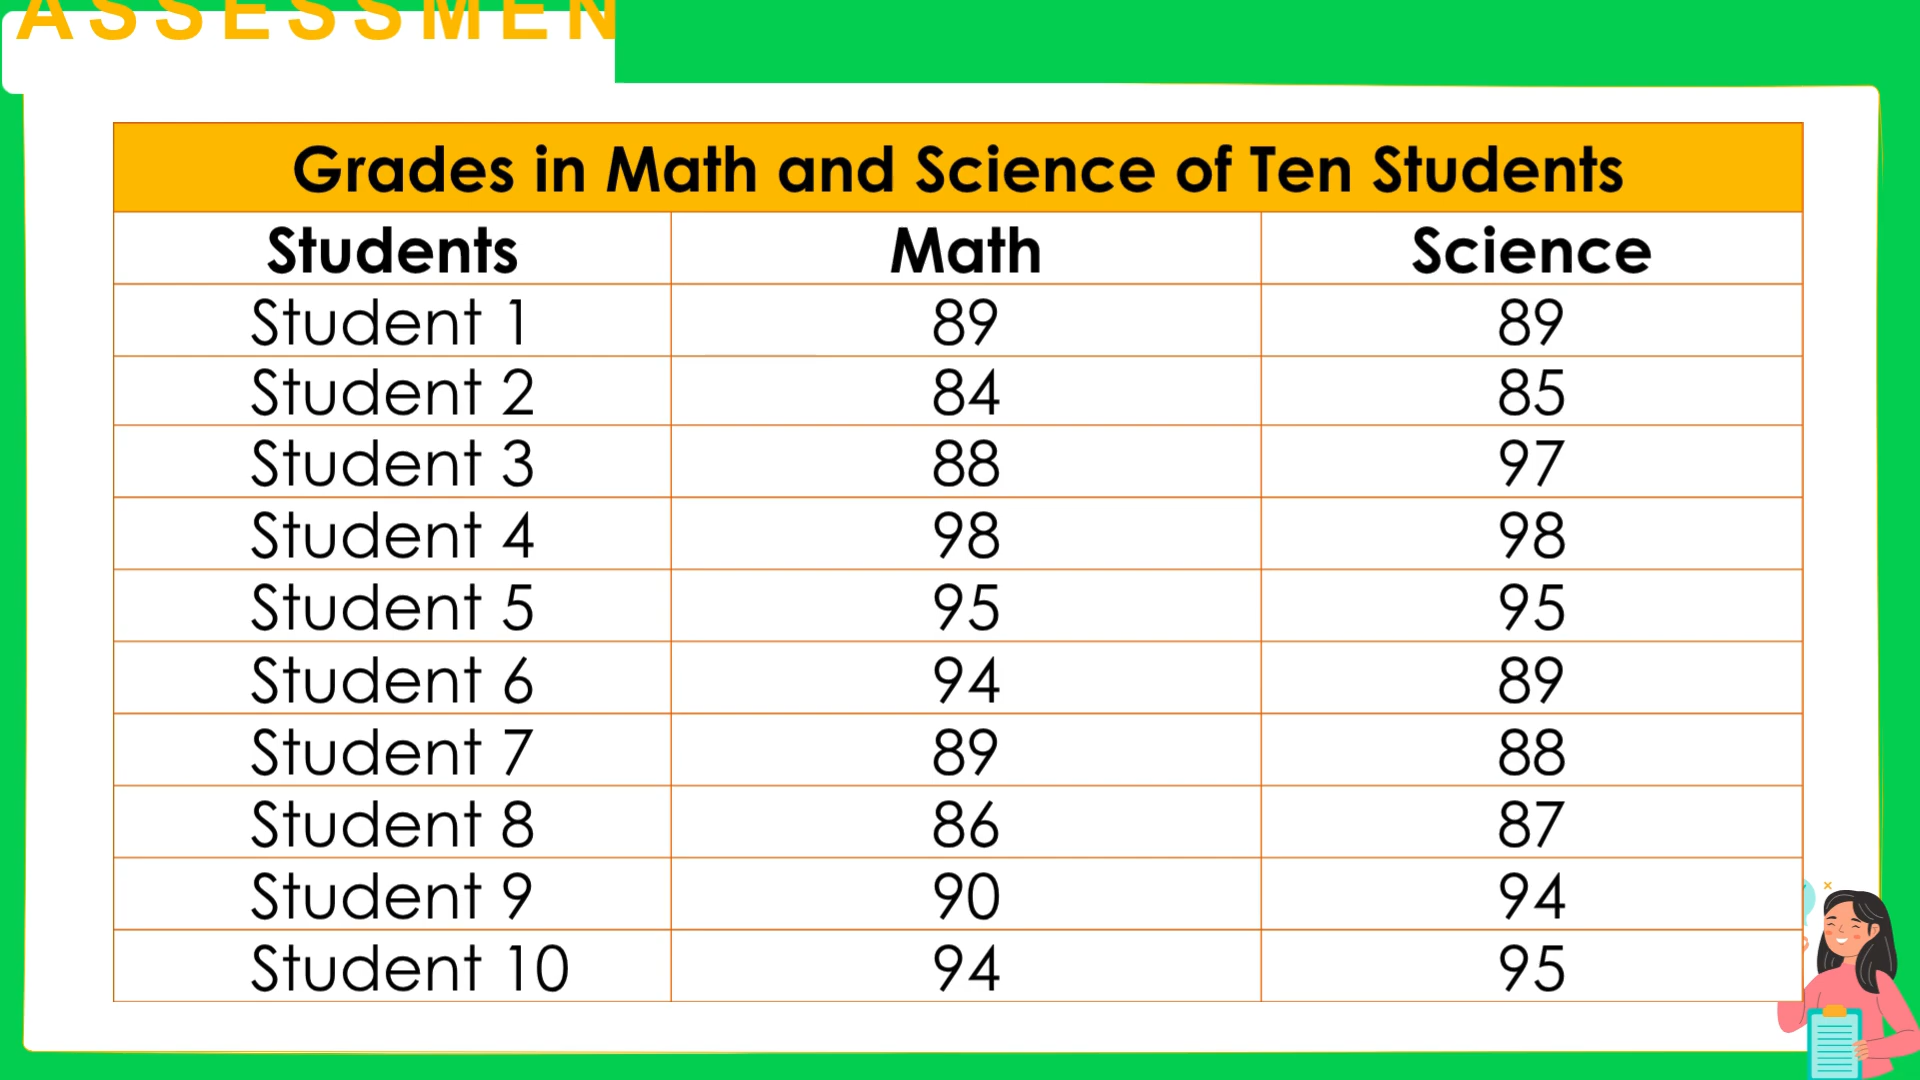 ASSESSMEN
Grades in Math and Science of Ten Students
Students Math Science
Student 1 89 89
Student 2 84 85
Student 3 88 97
Student 4 98 98
Student 5 95 95
Student 6 94 89
Student 7 89 88
Student 8 86 87
Student 9 90 94
Student 10 94 95